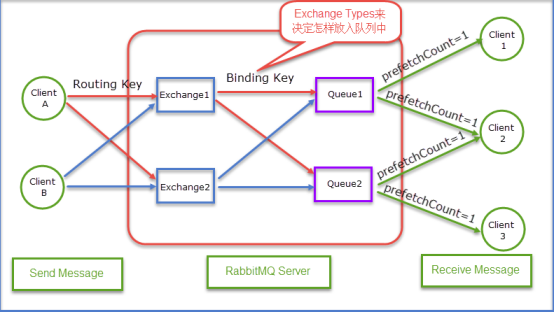 Exchange Types来
决定怎样放入队列中
Client
1
prefetchCount=1
Routing Key
Binding Key
Client
A
Exchange1
Queue1
prefetchCount=1
Client
2
prefetchCount=1
Client
B
Exchange2
Queue2
prefetchCount=1
Client
3
Send Message
RabbitMQ Server
Receive Message